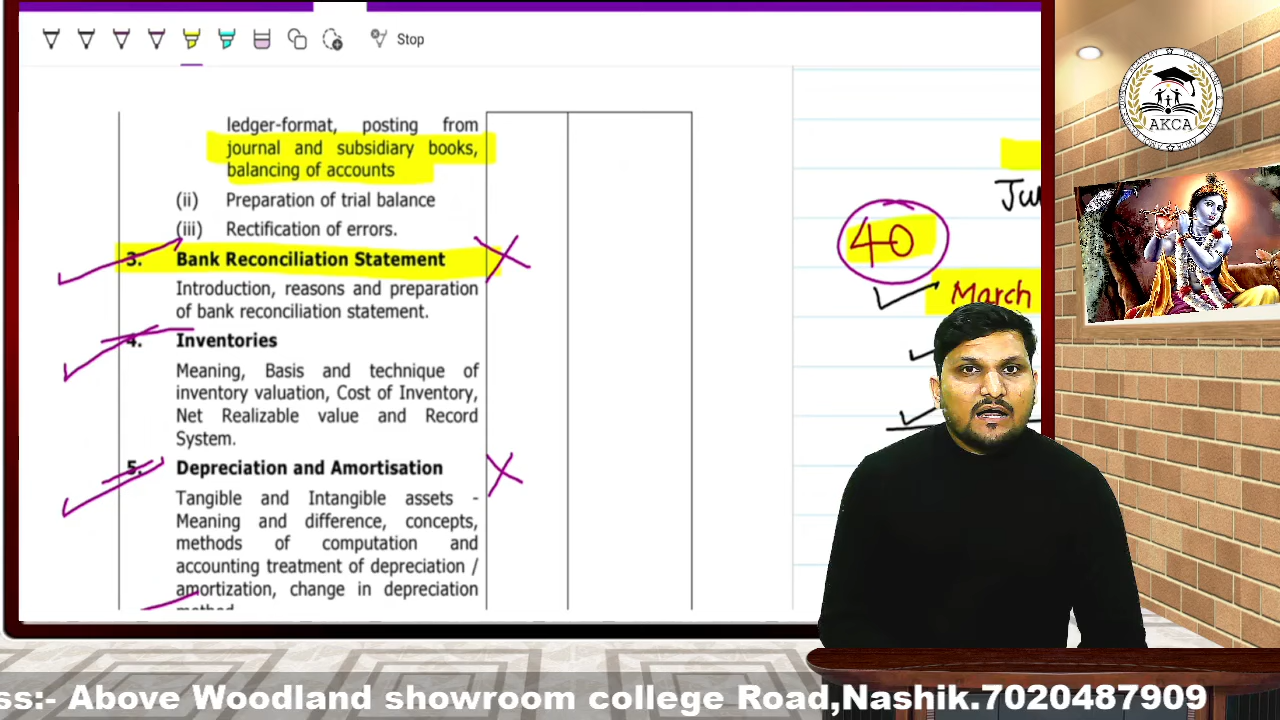 Stop
ledger-format, posting from
journal and subsidiary books,
balancing of accounts
(ii) Preparation of trial balance
(iii) Rectification of errors.
3. Bank Reconciliation Statement
Introduction, reasons and preparation
of bank reconciliation statement.
4. Inventories
Meaning, Basis and technique of
inventory valuation, Cost of Inventory,
Net Realizable value and Record
System.
5. Depreciation and Amortisation
Tangible and Intangible assets -
Meaning and difference, concepts,
methods of computation and
accounting treatment of depreciation /
amortization, change in depreciation
method
40
March
AKCA
ss:- Above Woodland showroom college Road,Nashik.7020487909